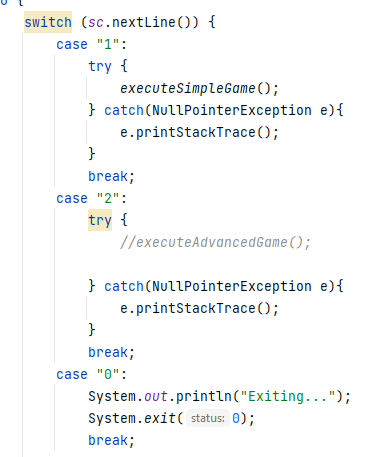 {
switch (sc.nextLine()) {
case "1":
try {
executeSimpleGame();
} catch(NullPointerException e){
e.printStackTrace();
}
break;
case "2":
try {
//executeAdvancedGame();
} catch(NullPointerException e){
e.printStackTrace();
}
break;
case "0":
System.out.println("Exiting...");
System.exit( status: 0);
break;